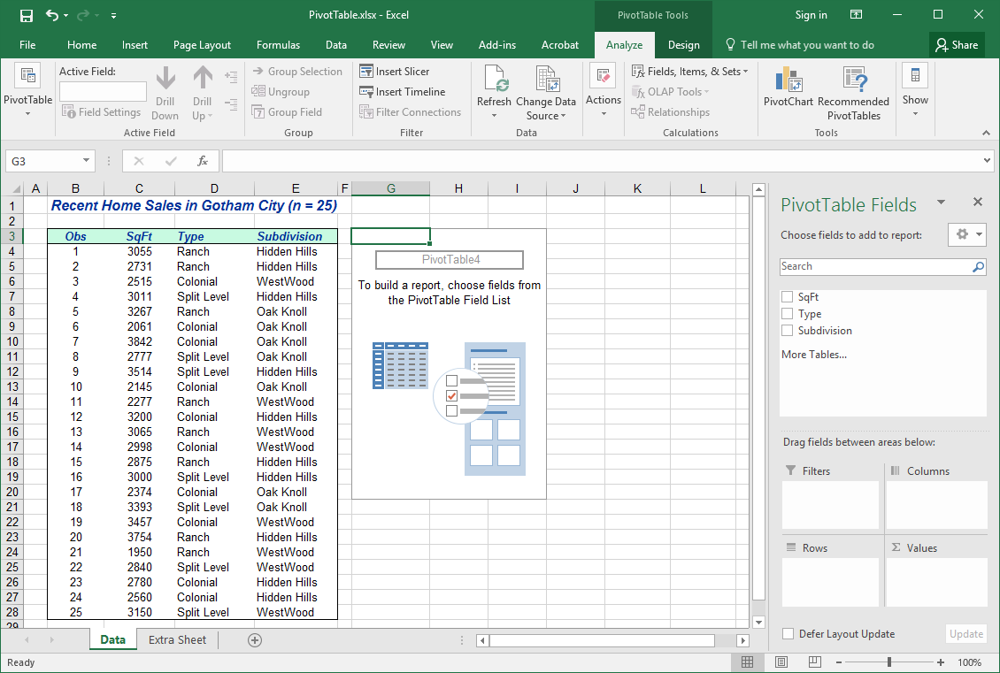 PivotTable.xlsx - Excel
PivotTable Tools
Sign in
File Home Insert Page Layout Formulas Data Review View Add-ins Acrobat Analyze Design Tell me what you want to do Share
PivotTable
Active Field:
Field Settings
Drill Down
Drill Up
Active Field
Group Selection
Ungroup
Group Field
Group
Insert Slicer
Insert Timeline
Filter Connections
Filter
Refresh
Change Data Source
Data
Actions
Fields, Items, & Sets
OLAP Tools
Relationships
Calculations
PivotChart
Recommended PivotTables
Tools
Show
G3
fx
A B C D E F G H I J K L
1 Recent Home Sales in Gotham City (n = 25)
2
3 Obs SqFt Type Subdivision
4 1 3055 Ranch Hidden Hills
5 2 2731 Ranch Hidden Hills
6 3 2515 Colonial WestWood
7 4 3011 Split Level Hidden Hills
8 5 3267 Ranch Oak Knoll
9 6 2061 Colonial Oak Knoll
10 7 3842 Colonial Oak Knoll
11 8 2777 Split Level Oak Knoll
12 9 3514 Split Level Hidden Hills
13 10 2145 Colonial Oak Knoll
14 11 2277 Ranch WestWood
15 12 3200 Colonial Hidden Hills
16 13 3065 Ranch WestWood
17 14 2998 Colonial WestWood
18 15 2875 Ranch Hidden Hills
19 16 3000 Split Level Hidden Hills
20 17 2374 Colonial Oak Knoll
21 18 3393 Split Level Oak Knoll
22 19 3457 Colonial WestWood
23 20 3754 Ranch Hidden Hills
24 21 1950 Ranch WestWood
25 22 2840 Split Level WestWood
26 23 2780 Colonial Hidden Hills
27 24 2560 Colonial Hidden Hills
28 25 3150 Split Level WestWood
29
PivotTable4
To build a report, choose fields from
the PivotTable Field List
PivotTable Fields
Choose fields to add to report:
Search
SqFt
Type
Subdivision
More Tables...
Drag fields between areas below:
Filters
Columns
Rows
Σ Values
Defer Layout Update
Update
Data
Extra Sheet
Ready
100%